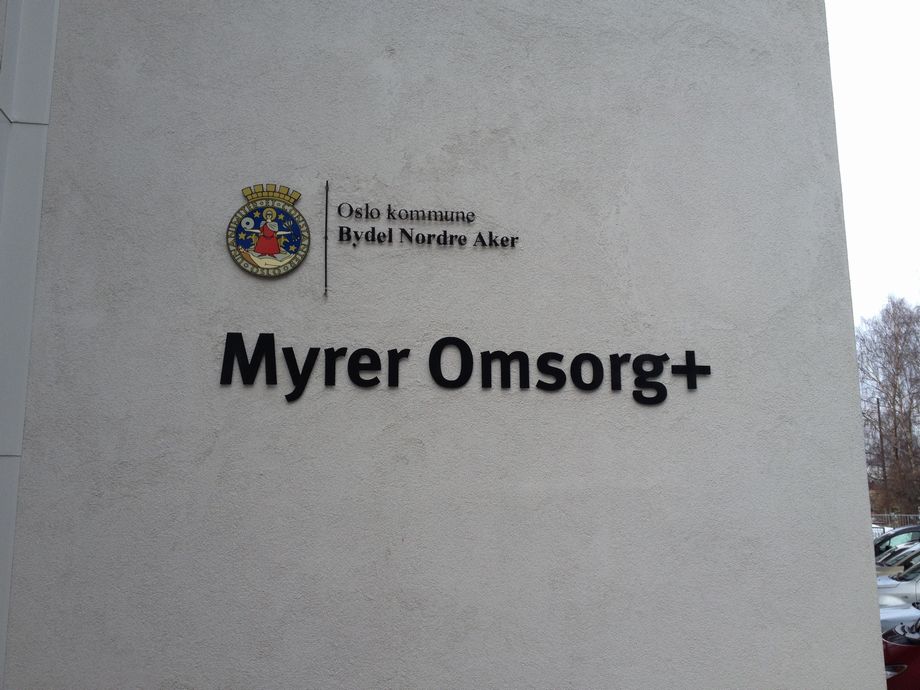 Oslo kommune
Bydel Nordre Aker
Myrer Omsorg+